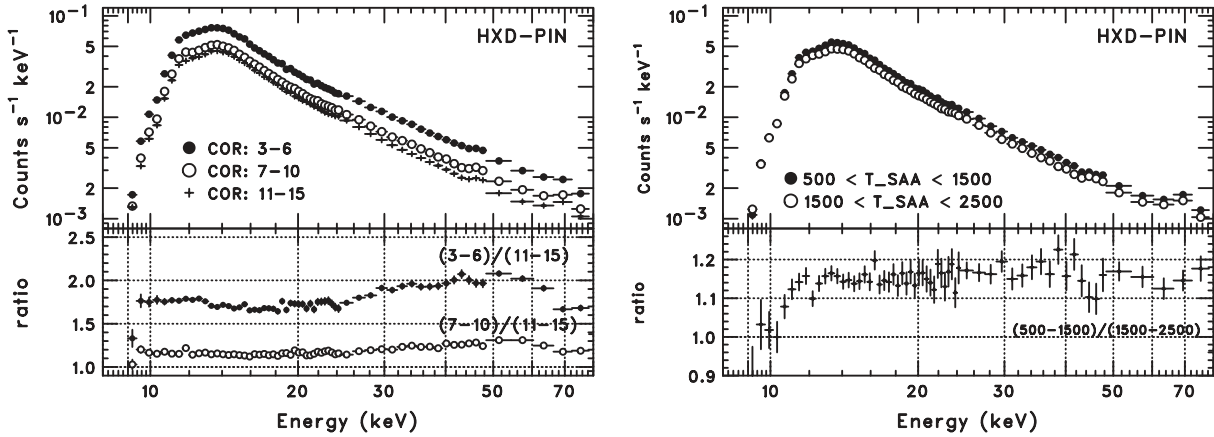 HXD-PIN
Counts s⁻¹ keV⁻¹
10⁻¹
5
2
10⁻²
5
2
10⁻³
COR: 3-6
COR: 7-10
COR: 11-15
ratio
2.5
2.0
1.5
1.0
(3-6)/(11-15)
(7-10)/(11-15)
10 20 30 40 50 60 70
Energy (keV)
HXD-PIN
Counts s⁻¹ keV⁻¹
10⁻¹
5
2
10⁻²
5
2
10⁻³
500 < T_SAA < 1500
1500 < T_SAA < 2500
ratio
1.2
1.1
1.0
0.9
(500-1500)/(1500-2500)
10 20 30 40 50 60 70
Energy (keV)